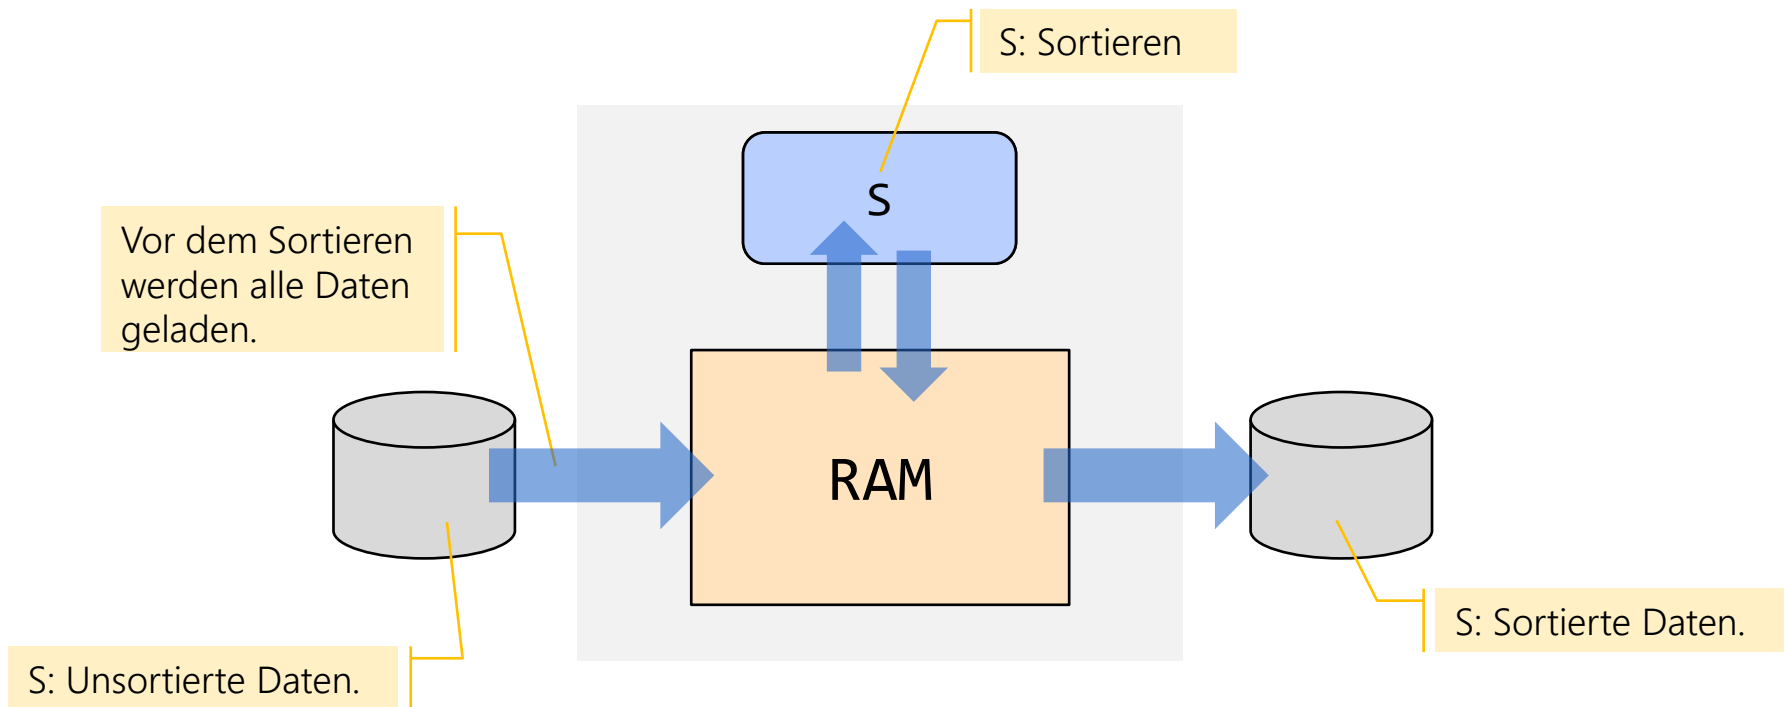 S: Sortieren
S
Vor dem Sortieren
werden alle Daten
geladen.
RAM
S: Sortierte Daten.
S: Unsortierte Daten.